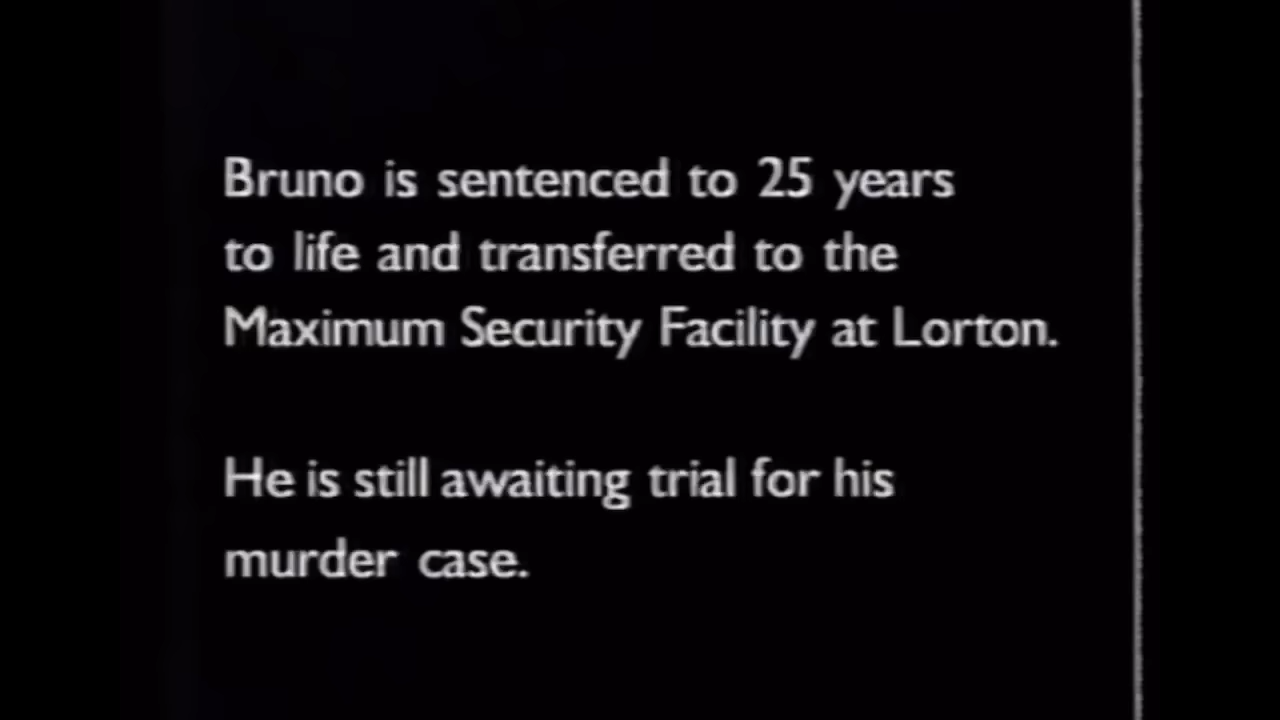 Bruno is sentenced to 25 years
to life and transferred to the
Maximum Security Facility at Lorton.
He is still awaiting trial for his
murder case.